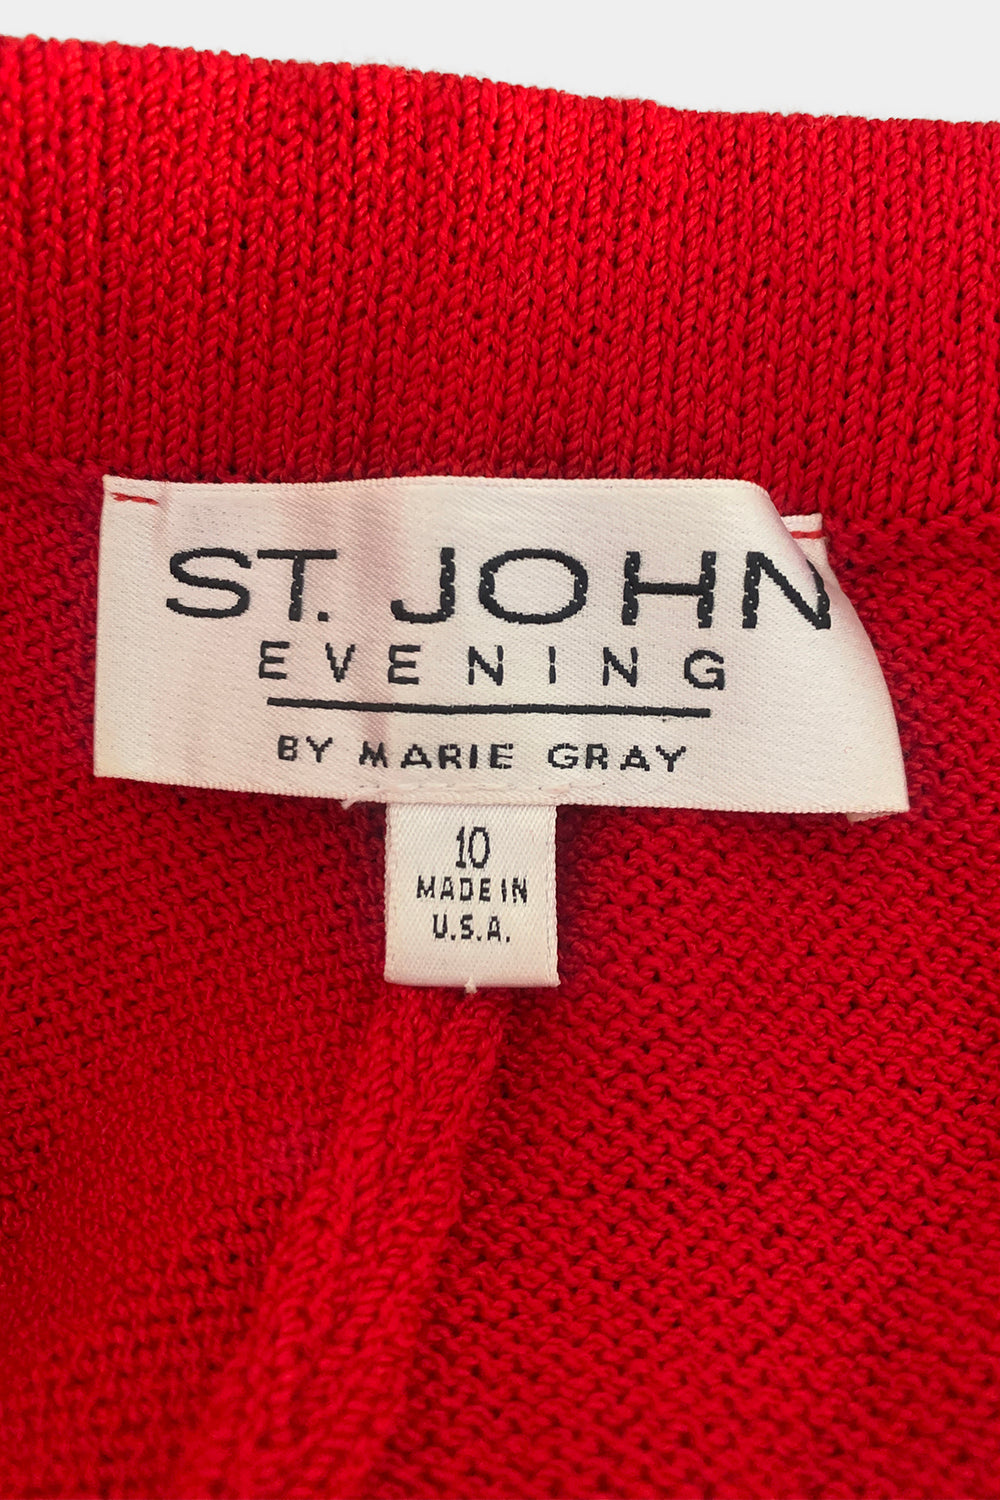 ST. JOHN
EVENING
BY MARIE GRAY
10
MADE IN
U.S.A.